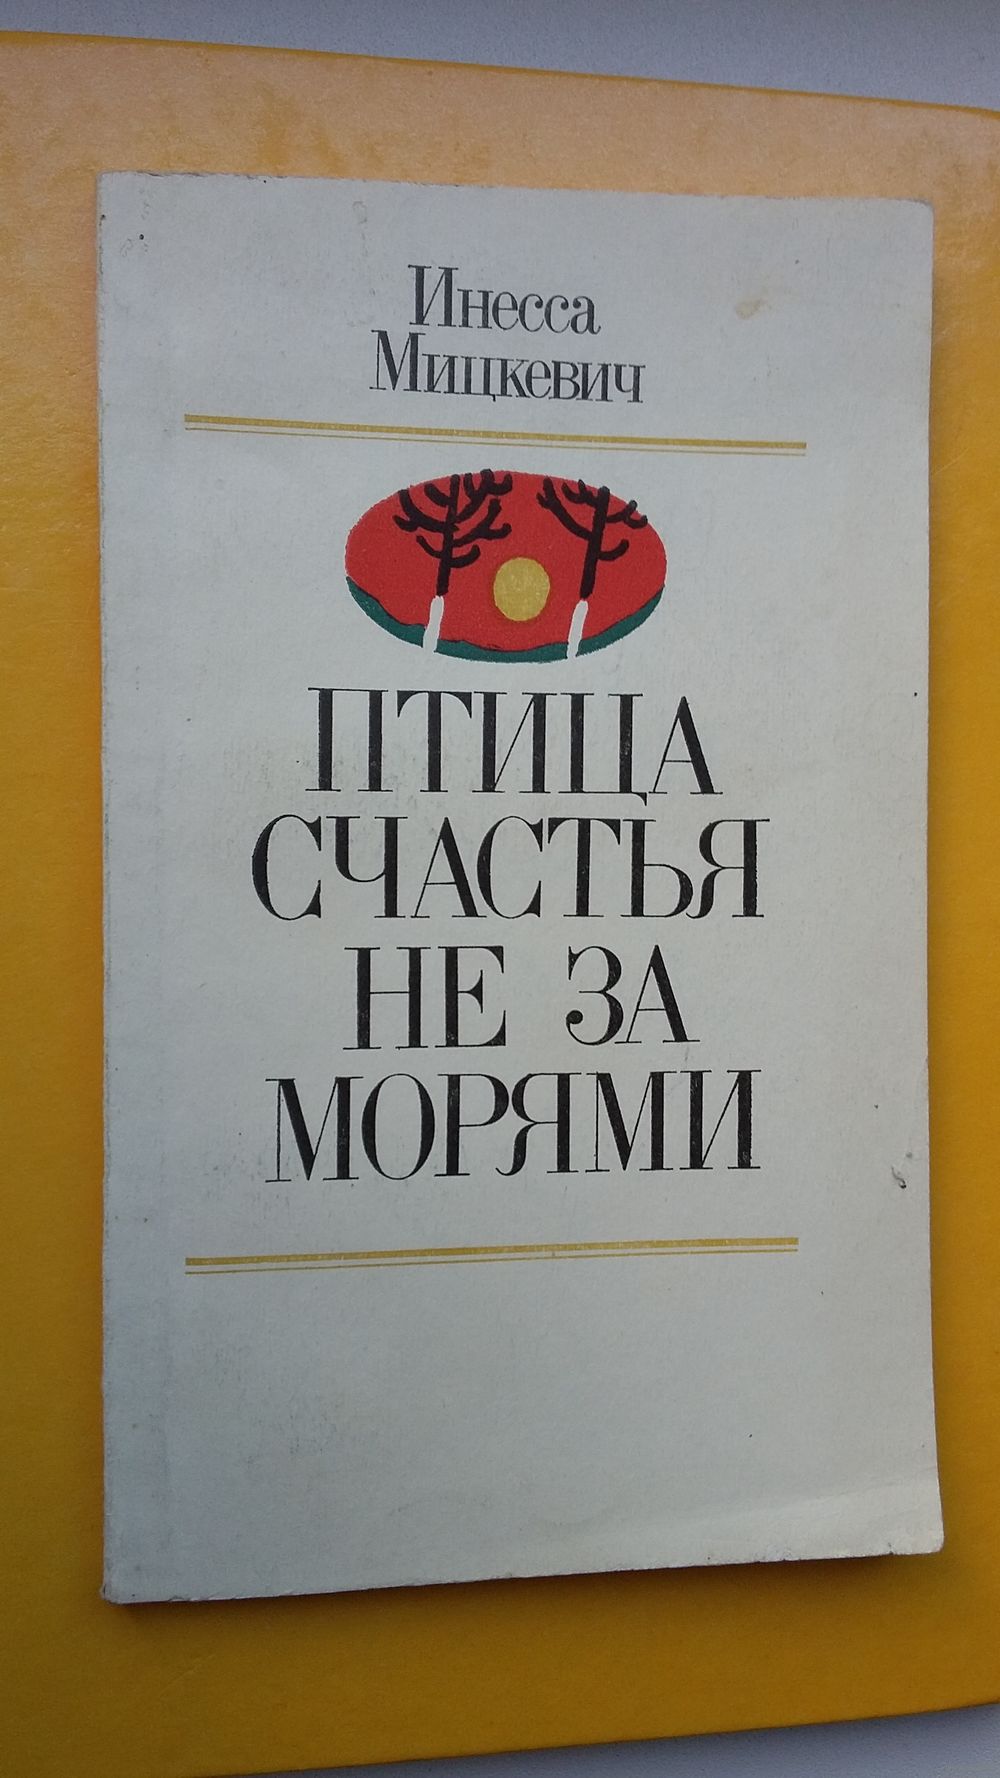 Инесса
Мицкевич
ПТИЦА
СЧАСТЬЯ
НЕ ЗА
МОРЯМИ